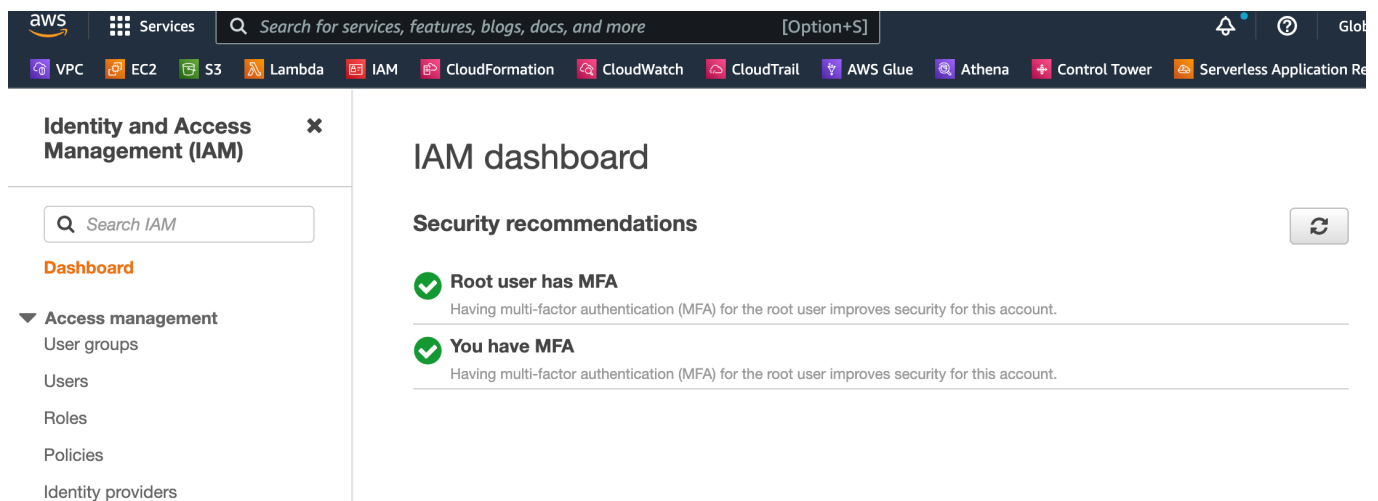 aws
Services
Search for services, features, blogs, docs, and more
[Option+S]
VPC EC2 S3 Lambda IAM CloudFormation CloudWatch CloudTrail AWS Glue Athena Control Tower Serverless Application
Identity and Access
Management (IAM)
Search IAM
Dashboard
Access management
User groups
Users
Roles
Policies
Identity providers
IAM dashboard
Security recommendations
Root user has MFA
Having multi-factor authentication (MFA) for the root user improves security for this account.
You have MFA
Having multi-factor authentication (MFA) for the root user improves security for this account.